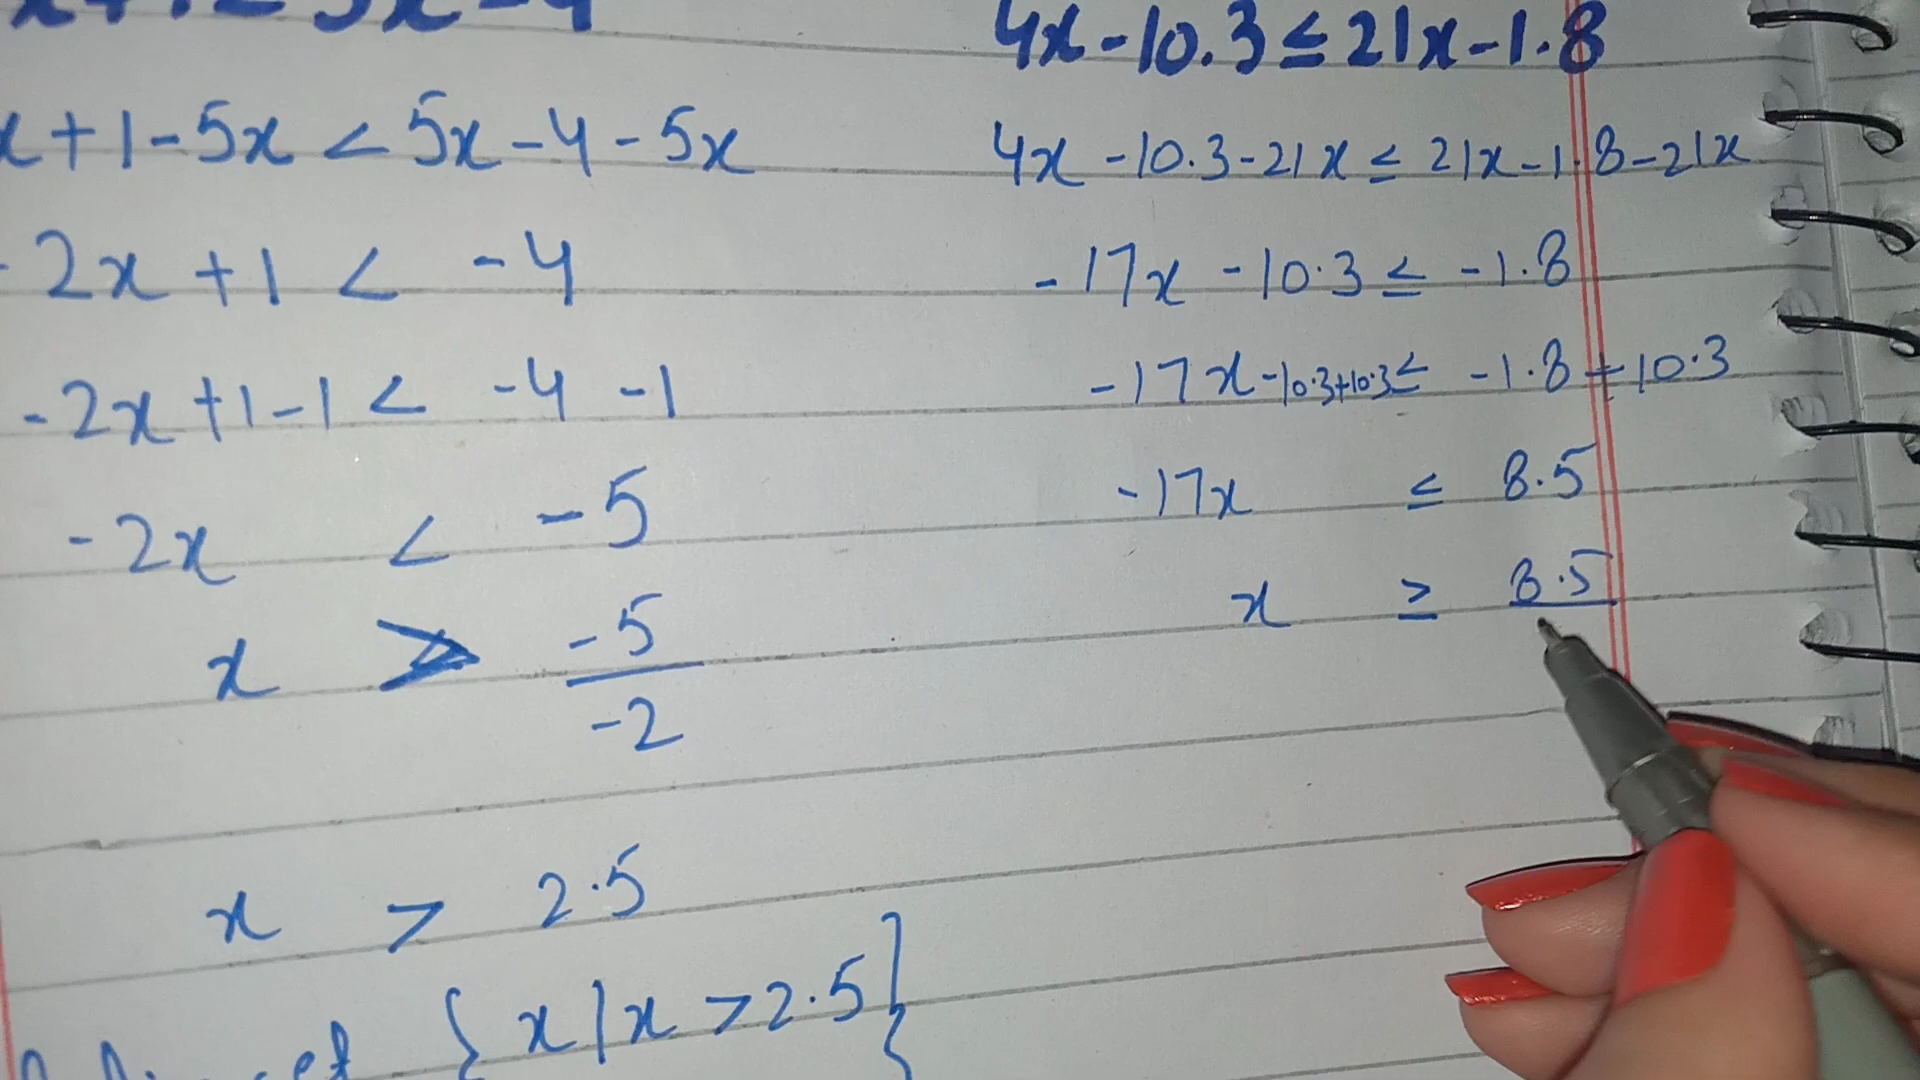 x + 1 - 5x < 5x - 4 - 5x
- 2x + 1 < - 4
- 2x + 1 - 1 < - 4 - 1
- 2x < - 5
x > -5/-2
x > 2.5
{x/x > 2.5}
4x - 10.3 ≤ 21x - 1.8
4x - 10.3 - 21x ≤ 21x - 1.8 - 21x
- 17x - 10.3 ≤ - 1.8
- 17x - 10.3 + 10.3 ≤ - 1.8 + 10.3
- 17x ≤ 8.5
x ≥ 8.5